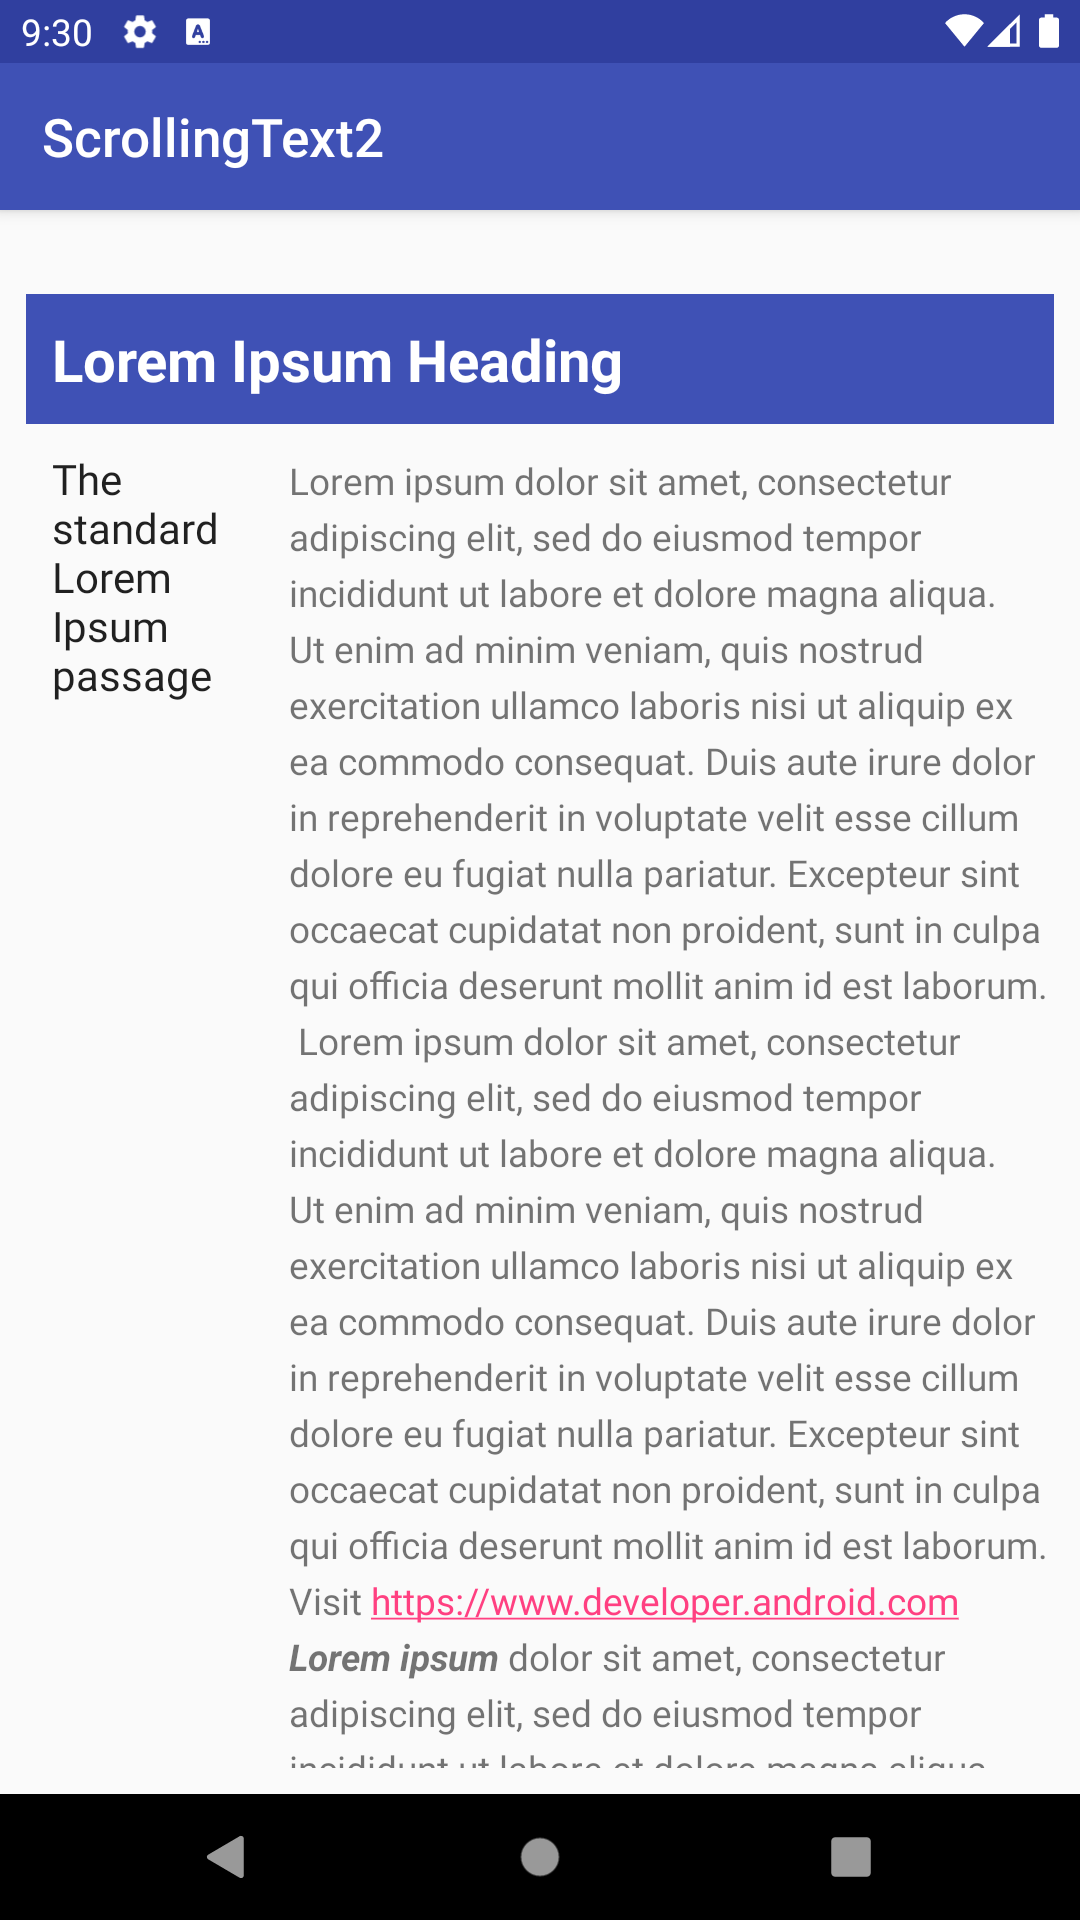 9:30
ScrollingText2
Lorem Ipsum Heading
The
standard
Lorem
Ipsum
passage
Lorem ipsum dolor sit amet, consectetur
adipiscing elit, sed do eiusmod tempor
incididunt ut labore et dolore magna aliqua.
Ut enim ad minim veniam, quis nostrud
exercitation ullamco laboris nisi ut aliquip ex
ea commodo consequat. Duis aute irure dolor
in reprehenderit in voluptate velit esse cillum
dolore eu fugiat nulla pariatur. Excepteur sint
occaecat cupidatat non proident, sunt in culpa
qui officia deserunt mollit anim id est laborum.
Lorem ipsum dolor sit amet, consectetur
adipiscing elit, sed do eiusmod tempor
incididunt ut labore et dolore magna aliqua.
Ut enim ad minim veniam, quis nostrud
exercitation ullamco laboris nisi ut aliquip ex
ea commodo consequat. Duis aute irure dolor
in reprehenderit in voluptate velit esse cillum
dolore eu fugiat nulla pariatur. Excepteur sint
occaecat cupidatat non proident, sunt in culpa
qui officia deserunt mollit anim id est laborum.
Visit https://www.developer.android.com
Lorem ipsum dolor sit amet, consectetur
adipiscing elit, sed do eiusmod tempor
incididunt ut labore et dolore magna aliqua